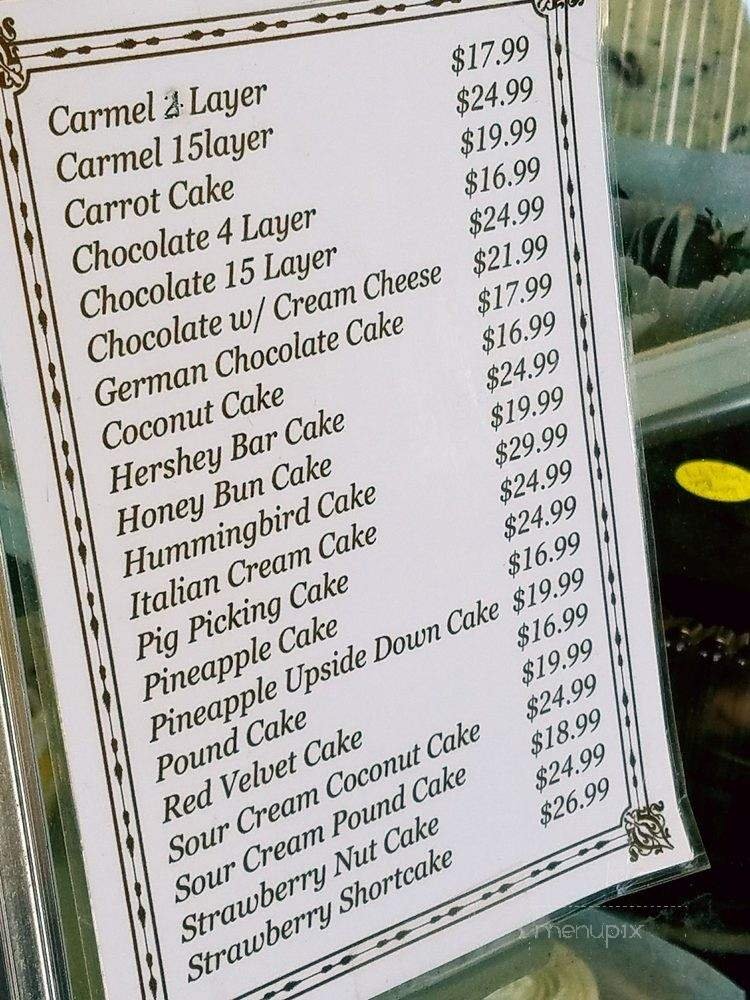 Carmel Layer $17.99
Carmel 15layer $24.99
Carrot Cake $19.99
Chocolate 4 Layer $16.99
Chocolate 15 Layer $24.99
Chocolate w/ Cream Cheese $21.99
German Chocolate Cake $17.99
Coconut Cake $16.99
Hershey Bar Cake $24.99
Honey Bun Cake $19.99
Hummingbird Cake $29.99
Italian Cream Cake $24.99
Pig Picking Cake $24.99
Pineapple Cake $16.99
Pineapple Upside Down Cake $19.99
Pound Cake $16.99
Red Velvet Cake $19.99
Sour Cream Coconut Cake $24.99
Sour Cream Pound Cake $18.99
Strawberry Nut Cake $24.99
Strawberry Shortcake $26.99
menupix